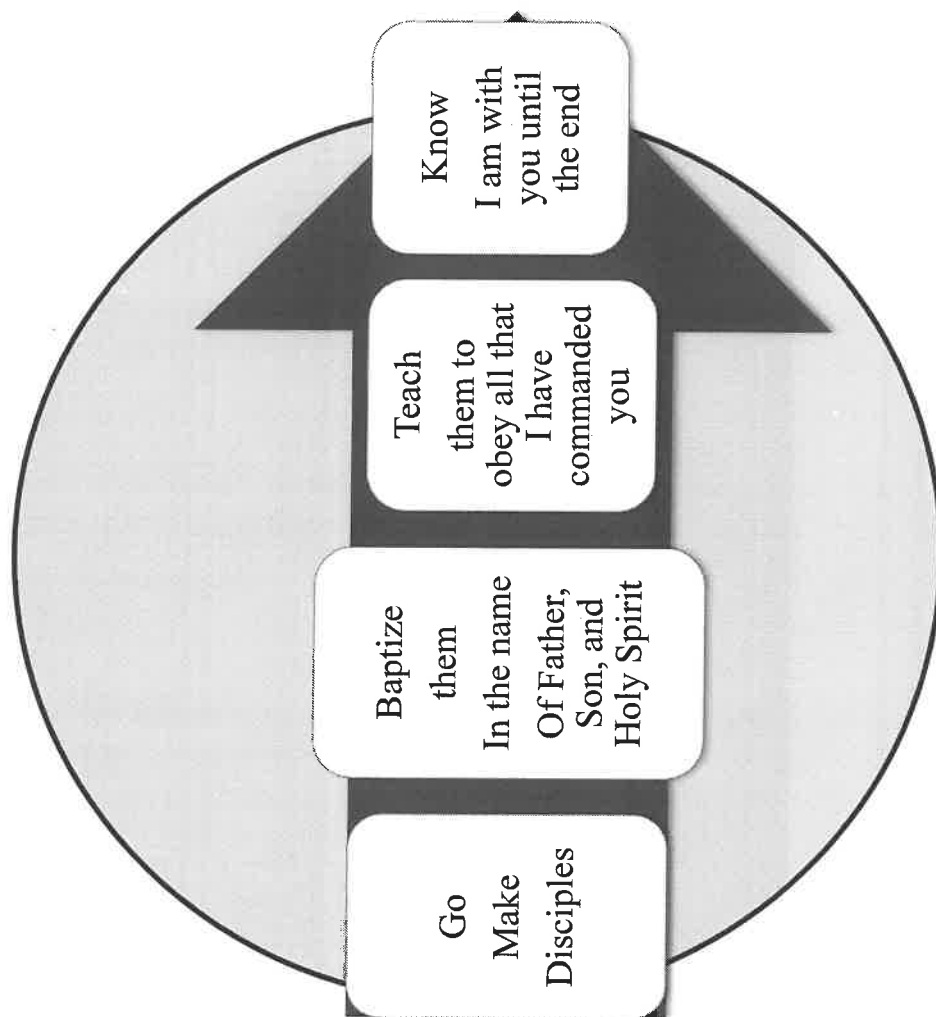 Go
Make
Disciples
Baptize
them
In the name
Of Father,
Son, and
Holy Spirit
Teach
them to
obey all that
I have
commanded
you
Know
I am with
you until
the end